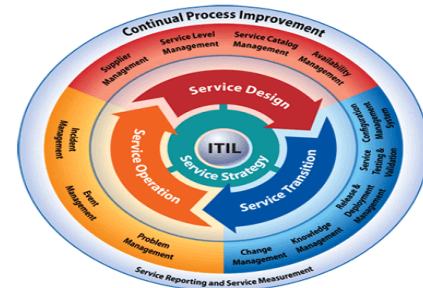 Continual Process Improvement
Supplier
Management
Service Level
Management
Service Catalog
Management
Availability
Management
Service Design
System
Configuration
Management
Service
Testing &
Validation
Release &
Deployment
Management
Knowledge
Management
Change
Management
Service Transition
ITIL
Service Strategy
Service Operation
Incident
Management
Event
Management
Problem
Management
Service Reporting and Service Measurement